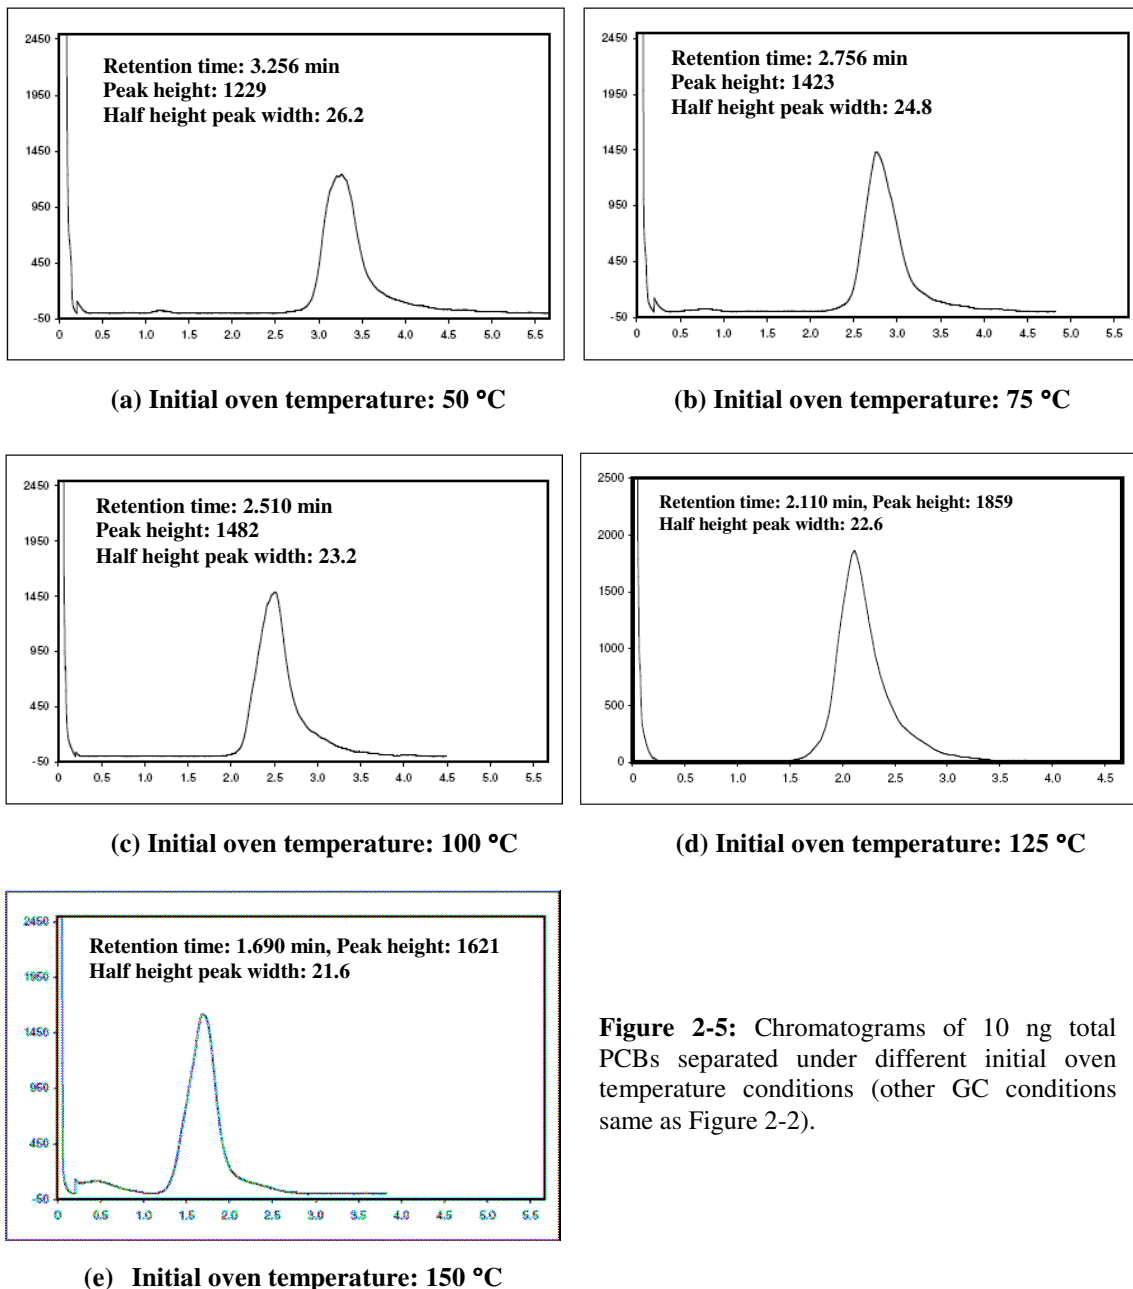 2450
1950
1450
950
450
-50
0 0.5 1.0 1.5 2.0 2.5 3.0 3.5 4.0 4.5 5.0 5.5
Retention time: 3.256 min
Peak height: 1229
Half height peak width: 26.2
(a) Initial oven temperature: 50 °C
2450
1950
1450
950
450
-50
0 0.5 1.0 1.5 2.0 2.5 3.0 3.5 4.0 4.5 5.0 5.5
Retention time: 2.756 min
Peak height: 1423
Half height peak width: 24.8
(b) Initial oven temperature: 75 °C
2450
1950
1450
950
450
-50
0 0.5 1.0 1.5 2.0 2.5 3.0 3.5 4.0 4.5 5.0 5.5
Retention time: 2.510 min
Peak height: 1482
Half height peak width: 23.2
(c) Initial oven temperature: 100 °C
2500
2000
1500
1000
500
0
0 0.5 1.0 1.5 2.0 2.5 3.0 3.5 4.0 4.5
Retention time: 2.110 min, Peak height: 1859
Half height peak width: 22.6
(d) Initial oven temperature: 125 °C
2450
1950
1450
950
450
-50
0 0.5 1.0 1.5 2.0 2.5 3.0 3.5 4.0 4.5 5.0 5.5
Retention time: 1.690 min, Peak height: 1621
Half height peak width: 21.6
(e) Initial oven temperature: 150 °C
Figure 2-5: Chromatograms of 10 ng total
PCBs separated under different initial oven
temperature conditions (other GC conditions
same as Figure 2-2).